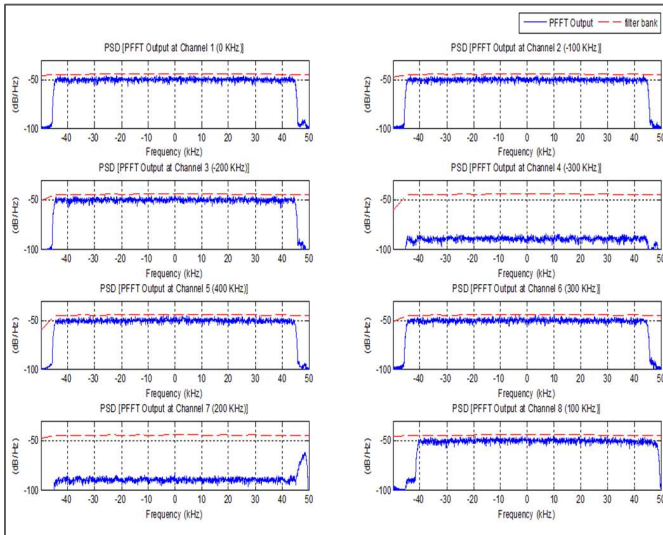 PFFT Output filter bank
PSD [PFFT Output at Channel 1 (0 KHz)]
(dB/Hz)
-50
-100
-40 -30 -20 -10 0 10 20 30 40 50
Frequency (kHz)
PSD [PFFT Output at Channel 2 (-100 KHz)]
(dB/Hz)
-50
-100
-40 -30 -20 -10 0 10 20 30 40 50
Frequency (kHz)
PSD [PFFT Output at Channel 3 (-200 KHz)]
(dB/Hz)
-50
-100
-40 -30 -20 -10 0 10 20 30 40 50
Frequency (kHz)
PSD [PFFT Output at Channel 4 (-300 KHz)]
(dB/Hz)
-50
-100
-40 -30 -20 -10 0 10 20 30 40 50
Frequency (kHz)
PSD [PFFT Output at Channel 5 (400 KHz)]
(dB/Hz)
-50
-100
-40 -30 -20 -10 0 10 20 30 40 50
Frequency (kHz)
PSD [PFFT Output at Channel 6 (300 KHz)]
(dB/Hz)
-50
-100
-40 -30 -20 -10 0 10 20 30 40 50
Frequency (kHz)
PSD [PFFT Output at Channel 7 (200 KHz)]
(dB/Hz)
-50
-100
-40 -30 -20 -10 0 10 20 30 40 50
Frequency (kHz)
PSD [PFFT Output at Channel 8 (100 KHz)]
(dB/Hz)
-50
-100
-40 -30 -20 -10 0 10 20 30 40 50
Frequency (kHz)